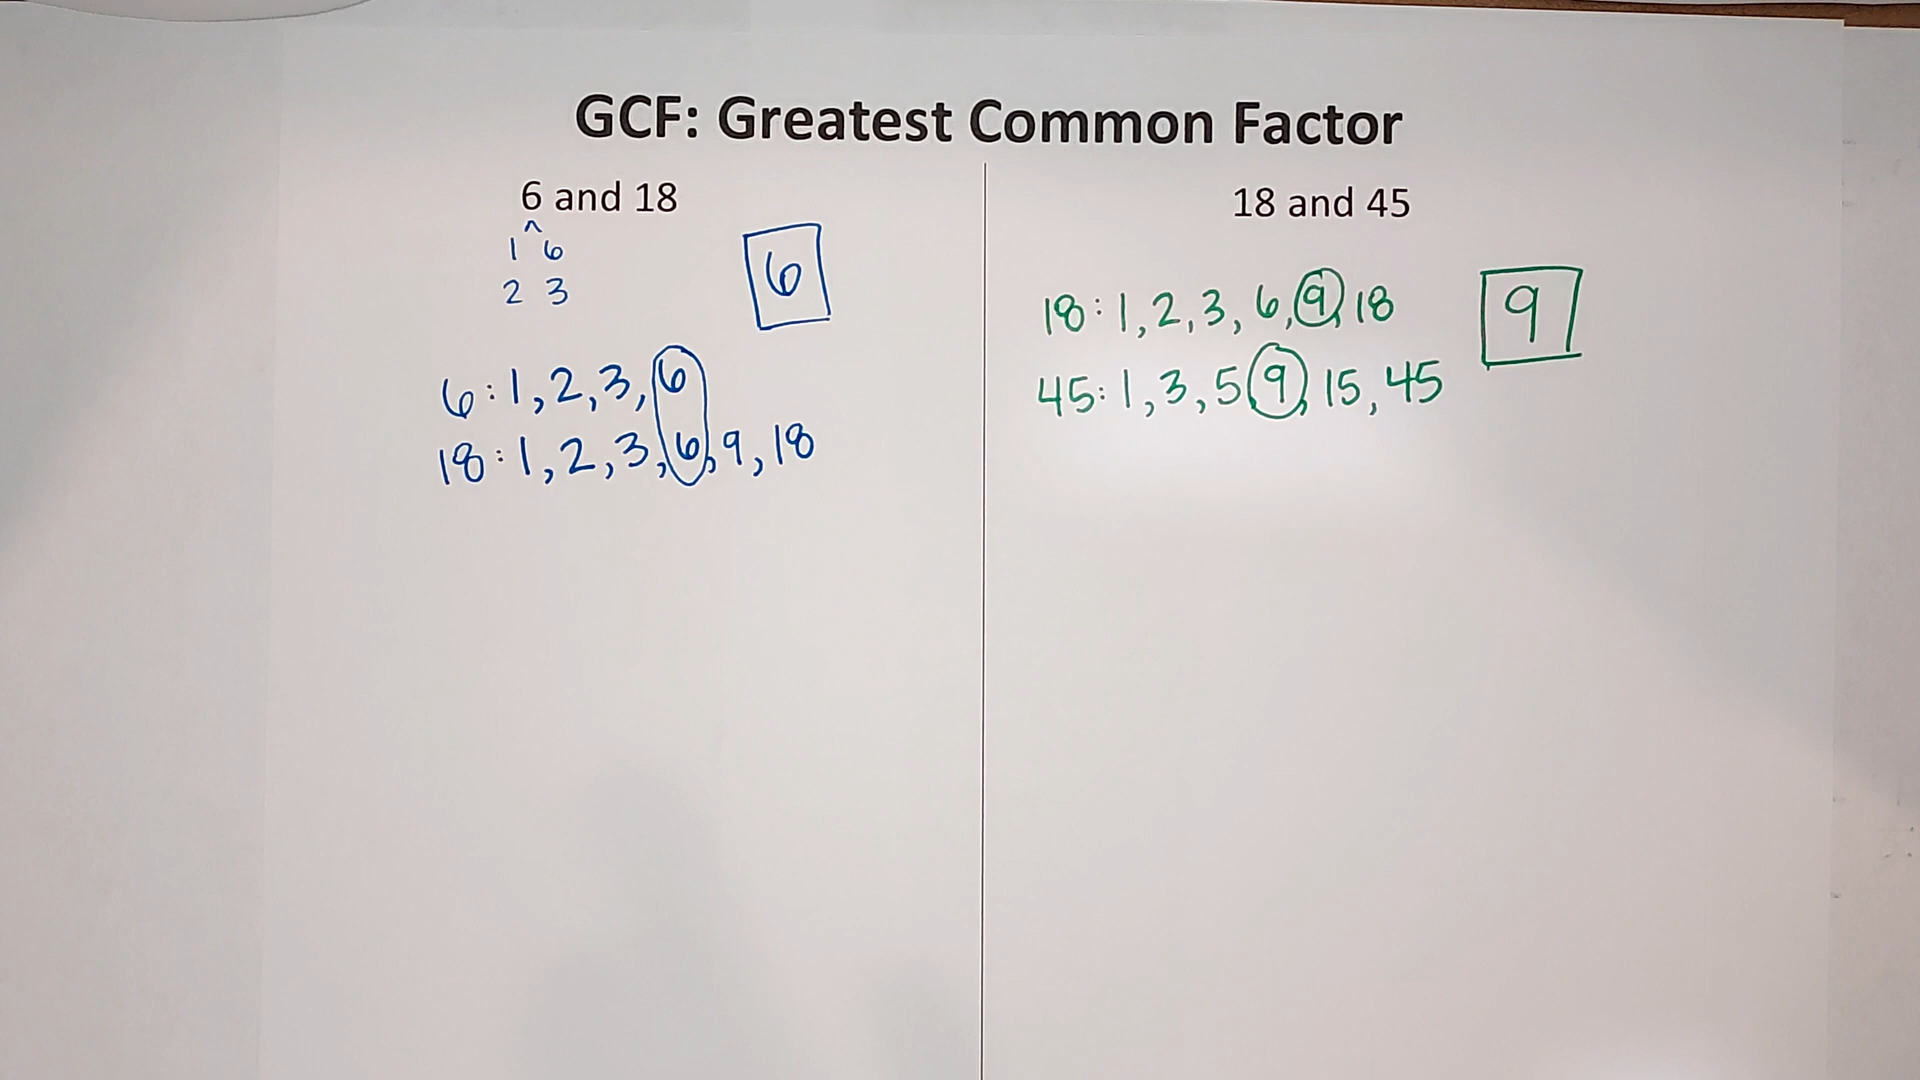 GCF: Greatest Common Factor
6 and 18
1 6
2 3
6
6: 1, 2, 3, 6
18: 1, 2, 3, 6, 9, 18
18 and 45
18: 1, 2, 3, 6, 9, 18
9
45: 1, 3, 5 9, 15, 45